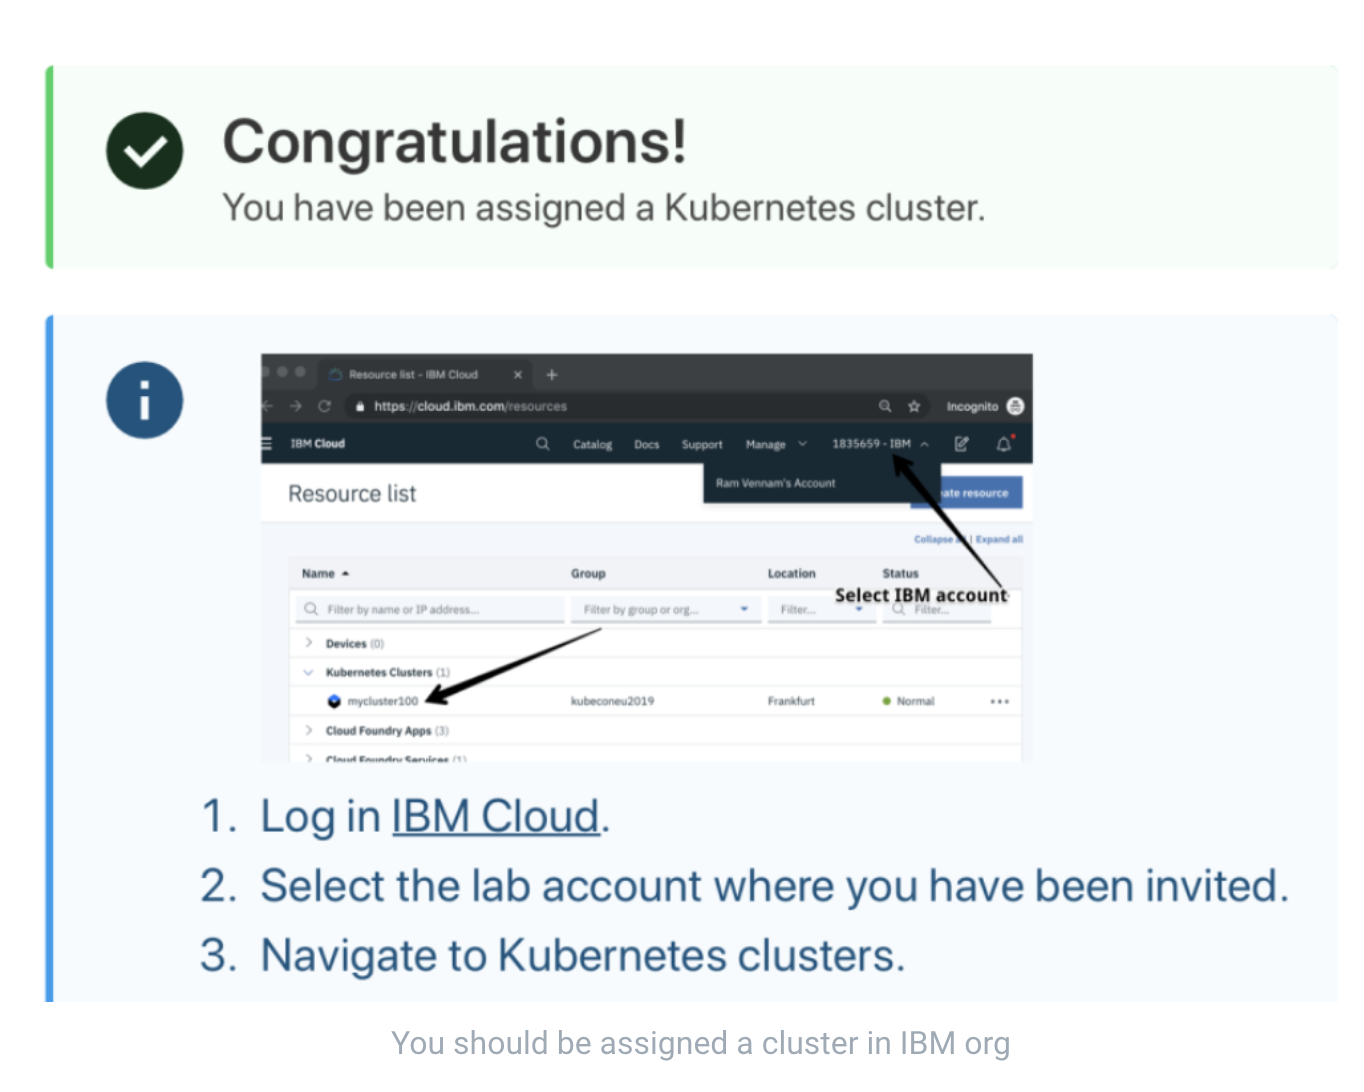 Congratulations!
You have been assigned a Kubernetes cluster.
Resource list - IBM Cloud
https://cloud.ibm.com/resources
Incognito
IBM Cloud
Catalog
Docs
Support
Manage
1835659 - IBM
Ram Vennam's Account
Resource list
ate resource
Collapse a | Expand all
Name
Group
Location
Status
Select IBM account
Filter by name or IP address...
Filter by group or org...
Filter...
Filter...
Devices (0)
Kubernetes Clusters (1)
mycluster100
kubeconeu2019
Frankfurt
Normal
Cloud Foundry Apps (3)
Cloud Foundry Services (1)
1. Log in IBM Cloud.
2. Select the lab account where you have been invited.
3. Navigate to Kubernetes clusters.
You should be assigned a cluster in IBM org